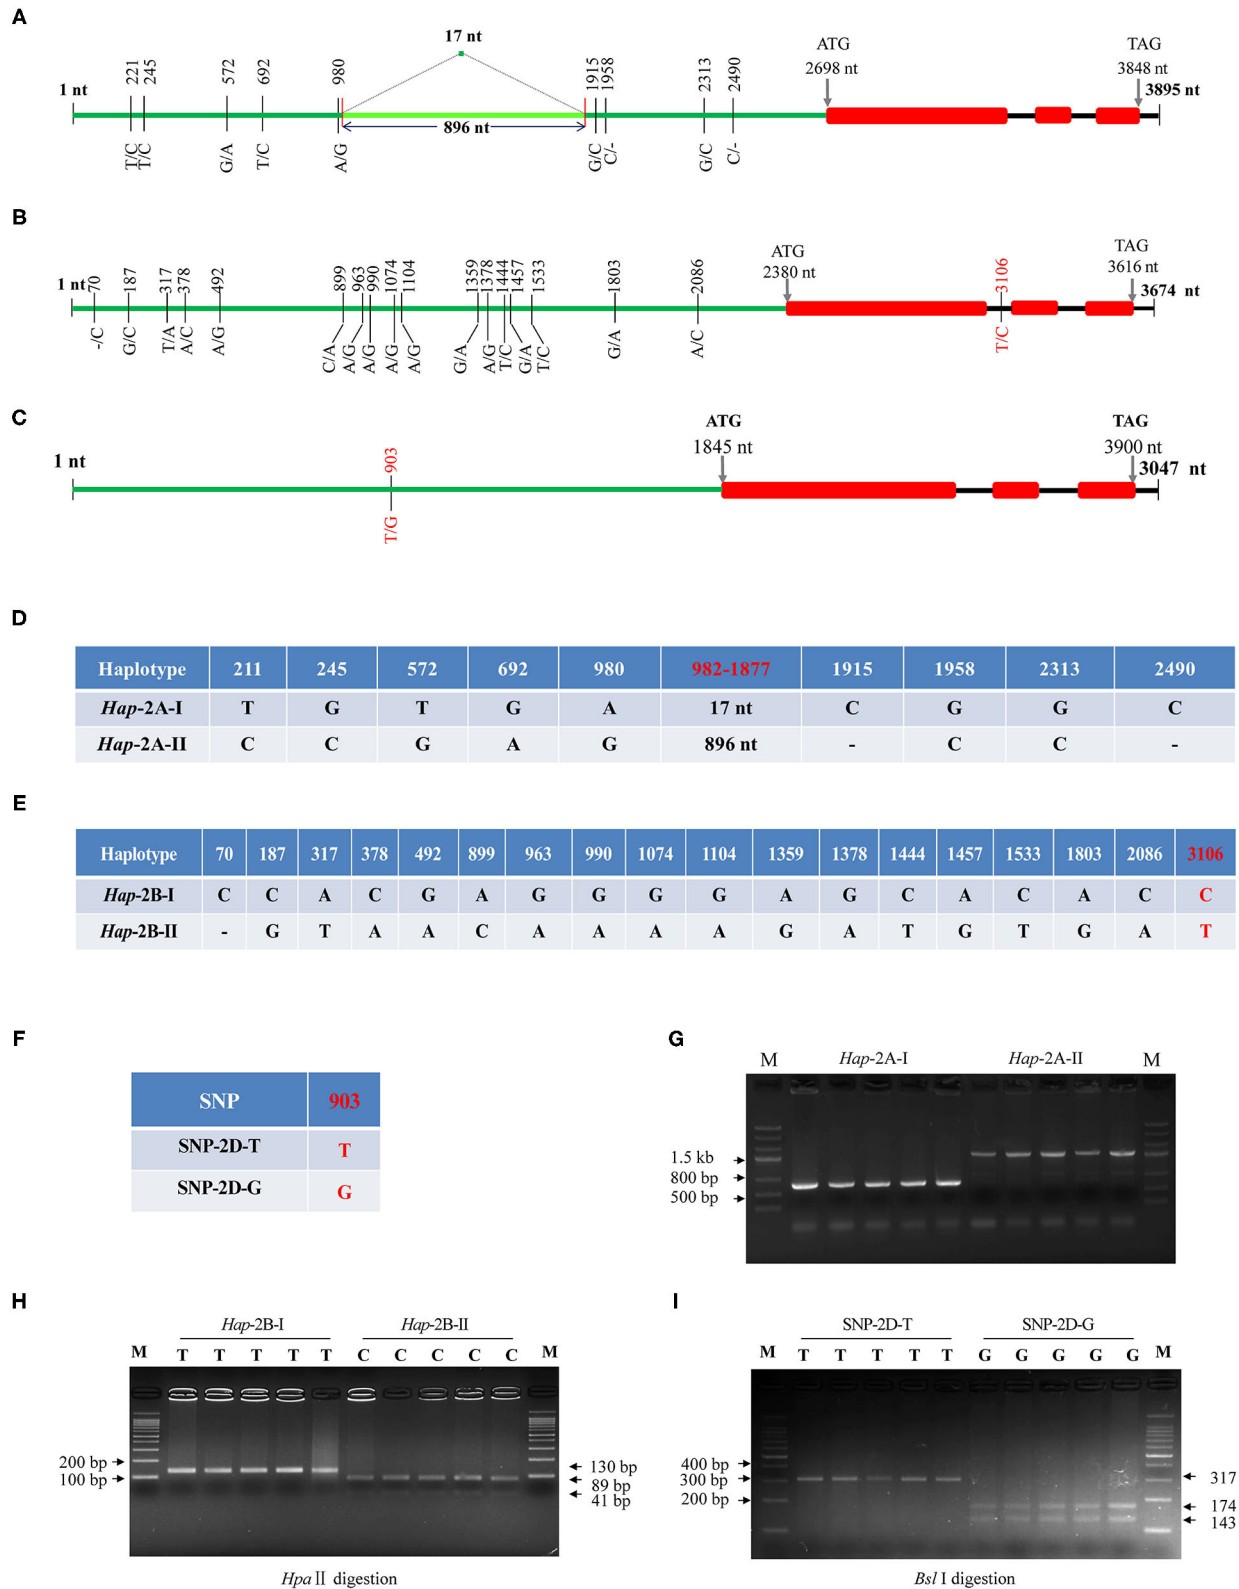 A
17 nt
ATG
TAG
1 nt
221
245
572
692
980
1915
1958
2313
2490
2698 nt
3848 nt
3895 nt
896 nt
T/C
T/C
G/A
T/C
A/G
G/C
C/-
G/C
C/-
B
ATG
TAG
1 nt
70
187
317
378
492
899
963
990
1074
1104
1359
1378
1444
1457
1533
1803
2086
2380 nt
3106
3616 nt
3674 nt
-/C
G/C
T/A
A/C
A/G
C/A
A/G
A/G
A/G
A/G
G/A
A/G
T/C
G/A
T/C
G/A
A/C
T/C
C
ATG
TAG
1 nt
903
1845 nt
3900 nt
3047 nt
T/G
D
Haplotype 211 245 572 692 980 982-1877 1915 1958 2313 2490
Hap-2A-I T G T G A 17 nt C G G C
Hap-2A-II C C G A G 896 nt - C C -
E
Haplotype 70 187 317 378 492 899 963 990 1074 1104 1359 1378 1444 1457 1533 1803 2086 3106
Hap-2B-I C C A C G A G G G G A G C A C A C C
Hap-2B-II - G T A A C A A A A G A T G T G A T
F
SNP 903
SNP-2D-T T
SNP-2D-G G
G
M Hap-2A-I Hap-2A-II M
1.5 kb
800 bp
500 bp
H
Hap-2B-I Hap-2B-II
M T T T T T C C C C C M
200 bp
100 bp
130 bp
89 bp
41 bp
Hpa II digestion
I
SNP-2D-T SNP-2D-G
M T T T T T G G G G G M
400 bp
300 bp
200 bp
317
174
143
Bsl I digestion